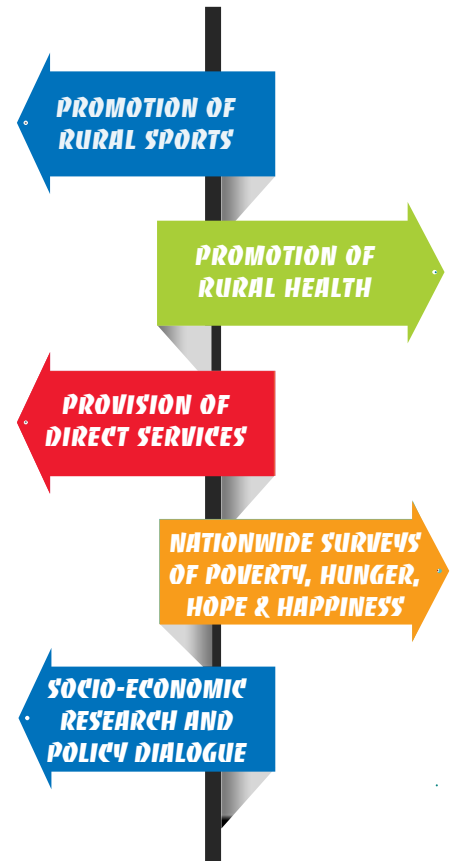 PROMOTION OF
RURAL SPORTS
PROMOTION OF
RURAL HEALTH
PROVISION OF
DIRECT SERVICES
NATIONWIDE SURVEYS
OF POVERTY, HUNGER,
HOPE & HAPPINESS
SOCIO-ECONOMIC
RESEARCH AND
POLICY DIALOGUE